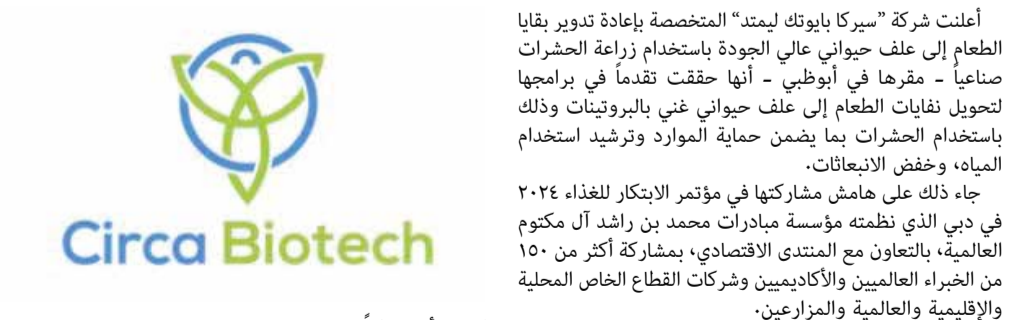 أعلنت شركة "سيركا بايوتك ليمتد" المتخصصة بإعادة تدوير بقايا
الطعام إلى علف حيواني عالي الجودة باستخدام زراعة الحشرات
صناعياً - مقرها في أبوظبي - أنها حققت تقدماً في برامجها
لتحويل نفايات الطعام إلى علف حيواني غني بالبروتينات وذلك
باستخدام الحشرات بما يضمن حماية الموارد وترشيد استخدام
المياه، وخفض الانبعاثات.
جاء ذلك على هامش مشاركتها في مؤتمر الابتكار للغذاء ٢٠٢٤
في دبي الذي نظمته مؤسسة مبادرات محمد بن راشد آل مكتوم
العالمية، بالتعاون مع المنتدى الاقتصادي، بمشاركة أكثر من ١٥٠
من الخبراء العالميين والأكاديميين وشركات القطاع الخاص المحلية
والإقليمية والعالمية والمزارعين.
Circa Biotech